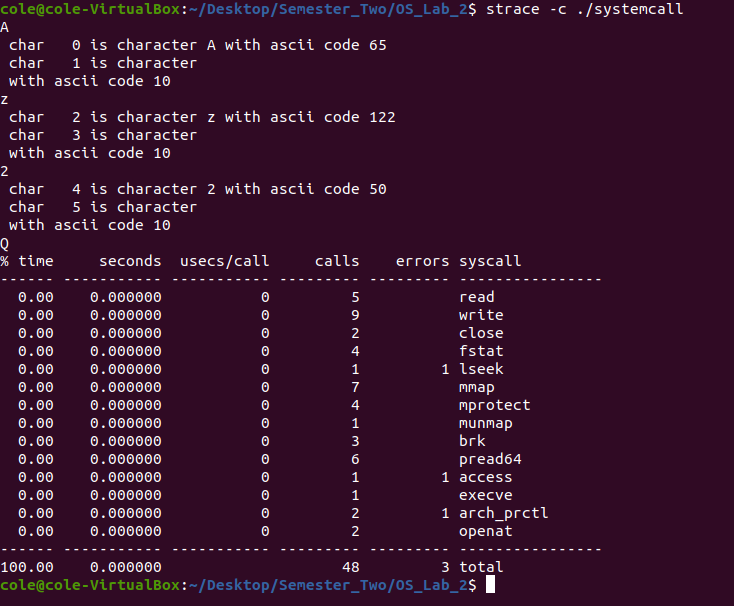 cole@cole-VirtualBox:~/Desktop/Semester_Two/OS_Lab_2$ strace -c ./systemcall
A
 char   0 is character A with ascii code 65
 char   1 is character
 with ascii code 10
z
 char   2 is character z with ascii code 122
 char   3 is character
 with ascii code 10
2
 char   4 is character 2 with ascii code 50
 char   5 is character
 with ascii code 10
Q
% time     seconds  usecs/call     calls    errors syscall
------ ----------- ----------- --------- --------- ----------------
  0.00    0.000000           0         5           read
  0.00    0.000000           0         9           write
  0.00    0.000000           0         2           close
  0.00    0.000000           0         4           fstat
  0.00    0.000000           0         1         1 lseek
  0.00    0.000000           0         7           mmap
  0.00    0.000000           0         4           mprotect
  0.00    0.000000           0         1           munmap
  0.00    0.000000           0         3           brk
  0.00    0.000000           0         6           pread64
  0.00    0.000000           0         1         1 access
  0.00    0.000000           0         1           execve
  0.00    0.000000           0         2         1 arch_prctl
  0.00    0.000000           0         2           openat
------ ----------- ----------- --------- --------- ----------------
100.00    0.000000                    48         3 total
cole@cole-VirtualBox:~/Desktop/Semester_Two/OS_Lab_2$